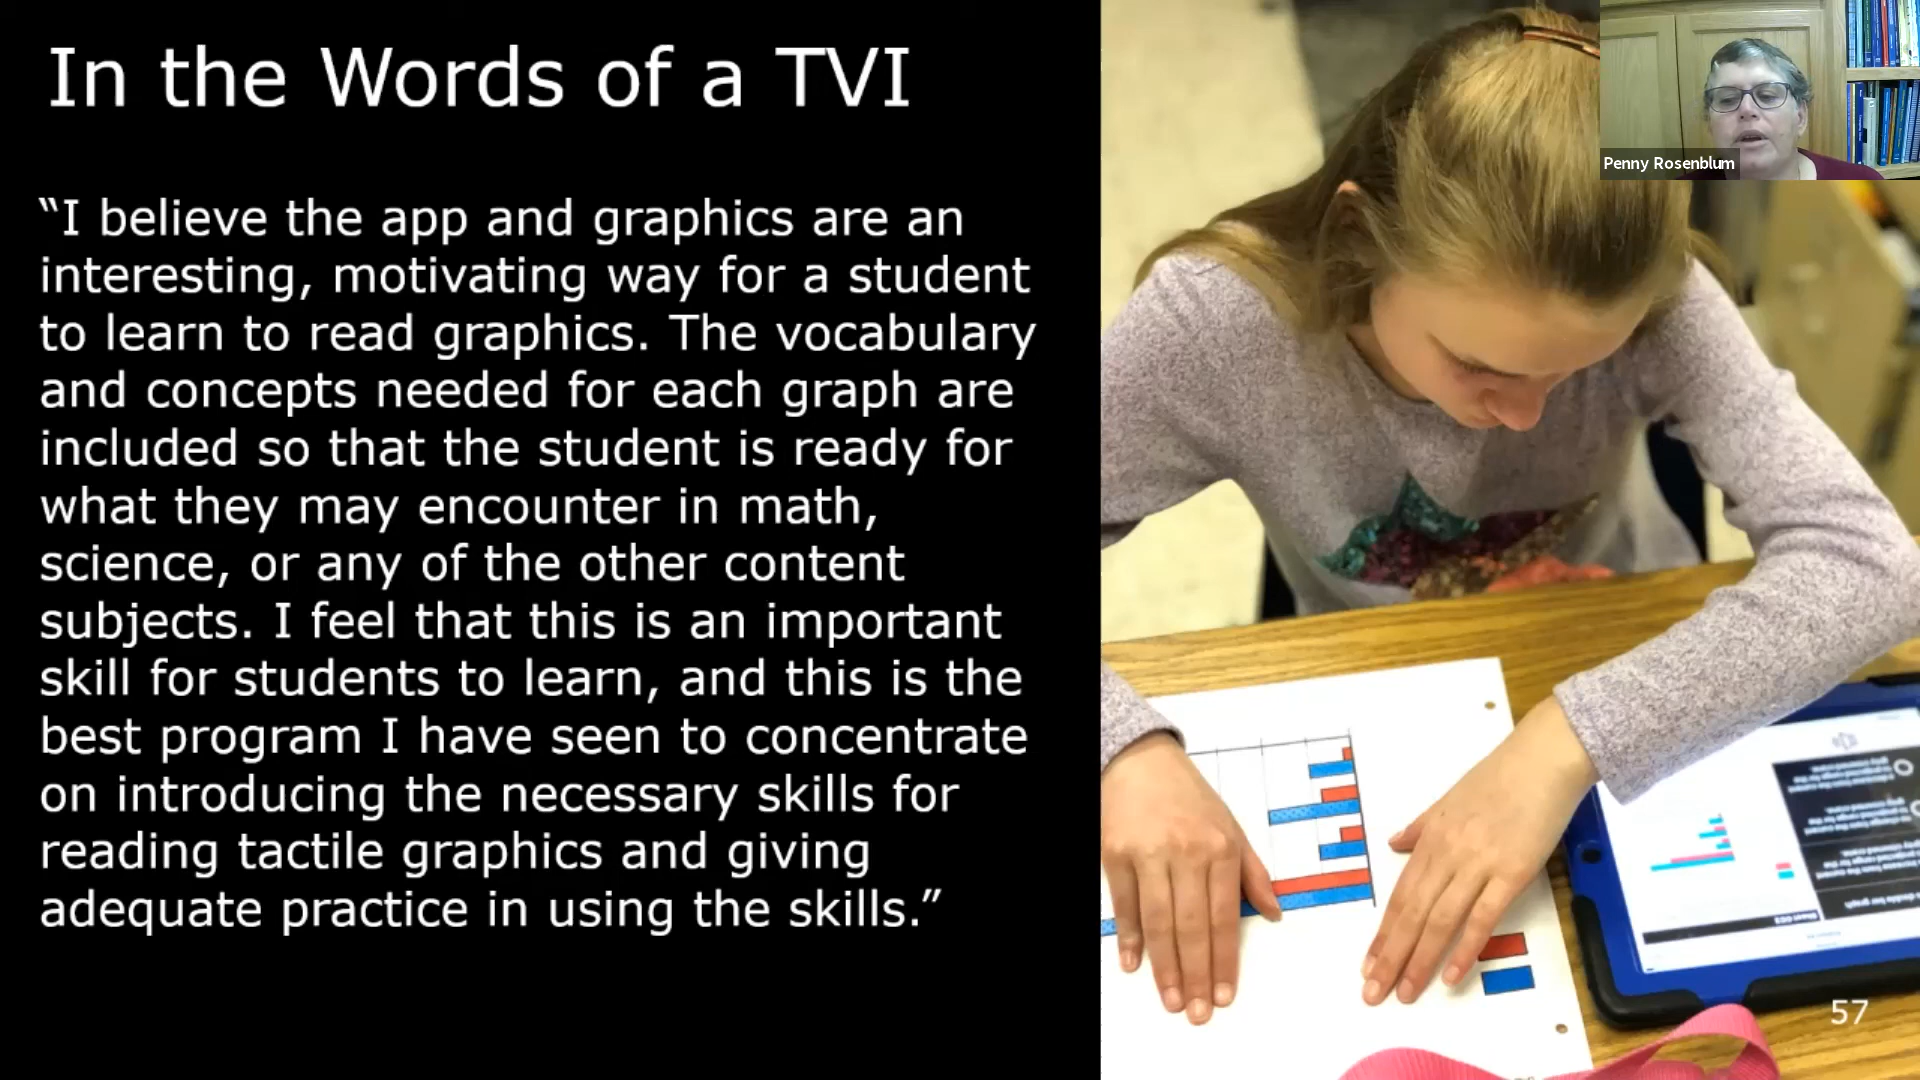 In the Words of a TVI
“I believe the app and graphics are an
interesting, motivating way for a student
to learn to read graphics. The vocabulary
and concepts needed for each graph are
included so that the student is ready for
what they may encounter in math,
science, or any of the other content
subjects. I feel that this is an important
skill for students to learn, and this is the
best program I have seen to concentrate
on introducing the necessary skills for
reading tactile graphics and giving
adequate practice in using the skills.”
Penny Rosenblum
57